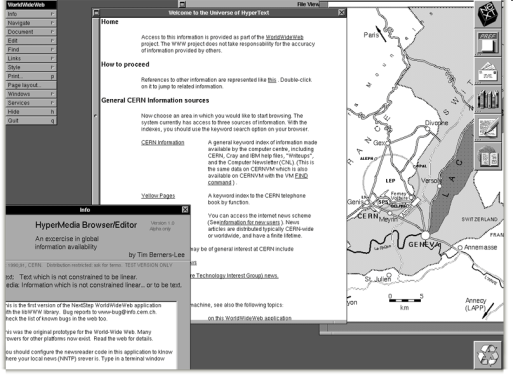 WorldWideWeb
Info
Navigate
Document
Edit
Find
Links
Style
Print... p
Page layout...
Windows
Services
Hide h
Quit q
Welcome to the Universe of HyperText
Home
Access to this information is provided as part of the WorldWideWeb
project. The WWW project does not take responsibility for the accuracy
of information provided by others.
How to proceed
References to other information are represented like this. Double-click
on it to jump to related information.
General CERN Information sources
Now choose an area in which you would like to start browsing. The
system currently has access to three sources of information. With the
indexes, you should use the keyword search option on your browser.
CERN Information
A general keyword index of information made
available by the computer centre, including
CERN, Cray and IBM help files, "Writeups",
and the Computer Newsletter (CNL). (This is
the same data on CERNVM which is also
available on CERNVM with the VM FIND
command ).
Yellow Pages
A keyword index to the CERN telephone
book by function.
You can access the internet news scheme
(See information for new users ). News
articles are distributed typically CERN-wide
or worldwide, and have a finite lifetime.
may be of general interest at CERN include
re Technology Interest Group) news.
machine, see also the following topics:
on this WorldWideWeb application
Info
HyperMedia Browser/Editor
Version 1.0
Alpha only
An excercise in global
information availability
by Tim Berners-Lee
Distribution restricted: ask for terms. TEST VERSION ONLY
Text which is not constrained to be linear.
Information which is not constrained linear... or to be text.
his is the first version of the NextStep WorldWideWeb application
ith the libWWW library. Bug reports to www-bug@info.cern.ch.
heck the list of known bugs in the web too.
his was the original prototype for the World-Wide Web. Many
rowers for other platforms now exist. Read the web for details.
ou should configure the newsreader code in this application to know
here your local news (NNTP) srever is. Type in a terminal window
File View
Paris
Divonne
Gex
ALEPH
OPAL
LEP
Versoix
Genis
SPS
Ferney
Voltaire
DELPHI
CERN
Meyrin
LAC
SWITZERLAND
FRAN
GENEVA
Annemasse
La Rhône
St. Julien
yon
0 5
km
Annecy
(LAPP)